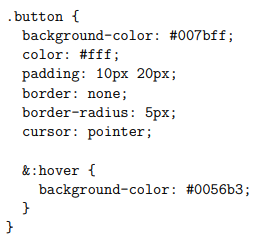 .button {
  background-color: #007bff;
  color: #fff;
  padding: 10px 20px;
  border: none;
  border-radius: 5px;
  cursor: pointer;

  &:hover {
    background-color: #0056b3;
  }
}